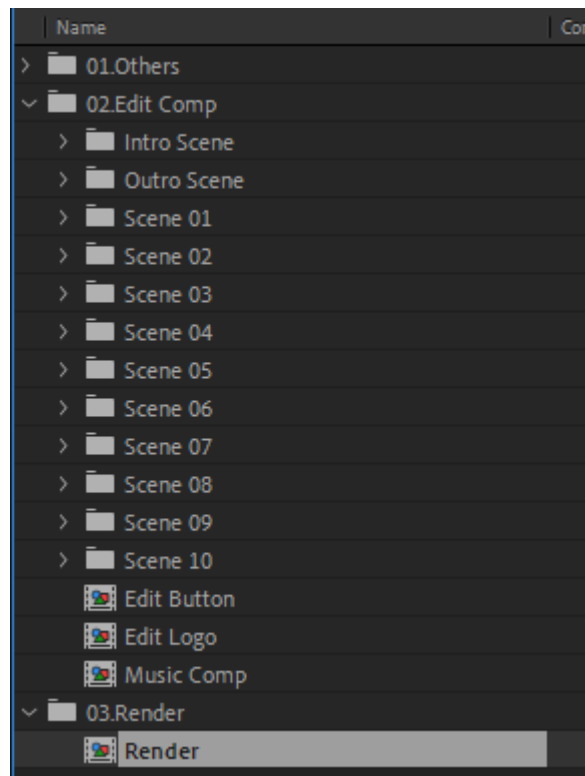 Name
01.Others
02.Edit Comp
Intro Scene
Outro Scene
Scene 01
Scene 02
Scene 03
Scene 04
Scene 05
Scene 06
Scene 07
Scene 08
Scene 09
Scene 10
Edit Button
Edit Logo
Music Comp
03.Render
Render